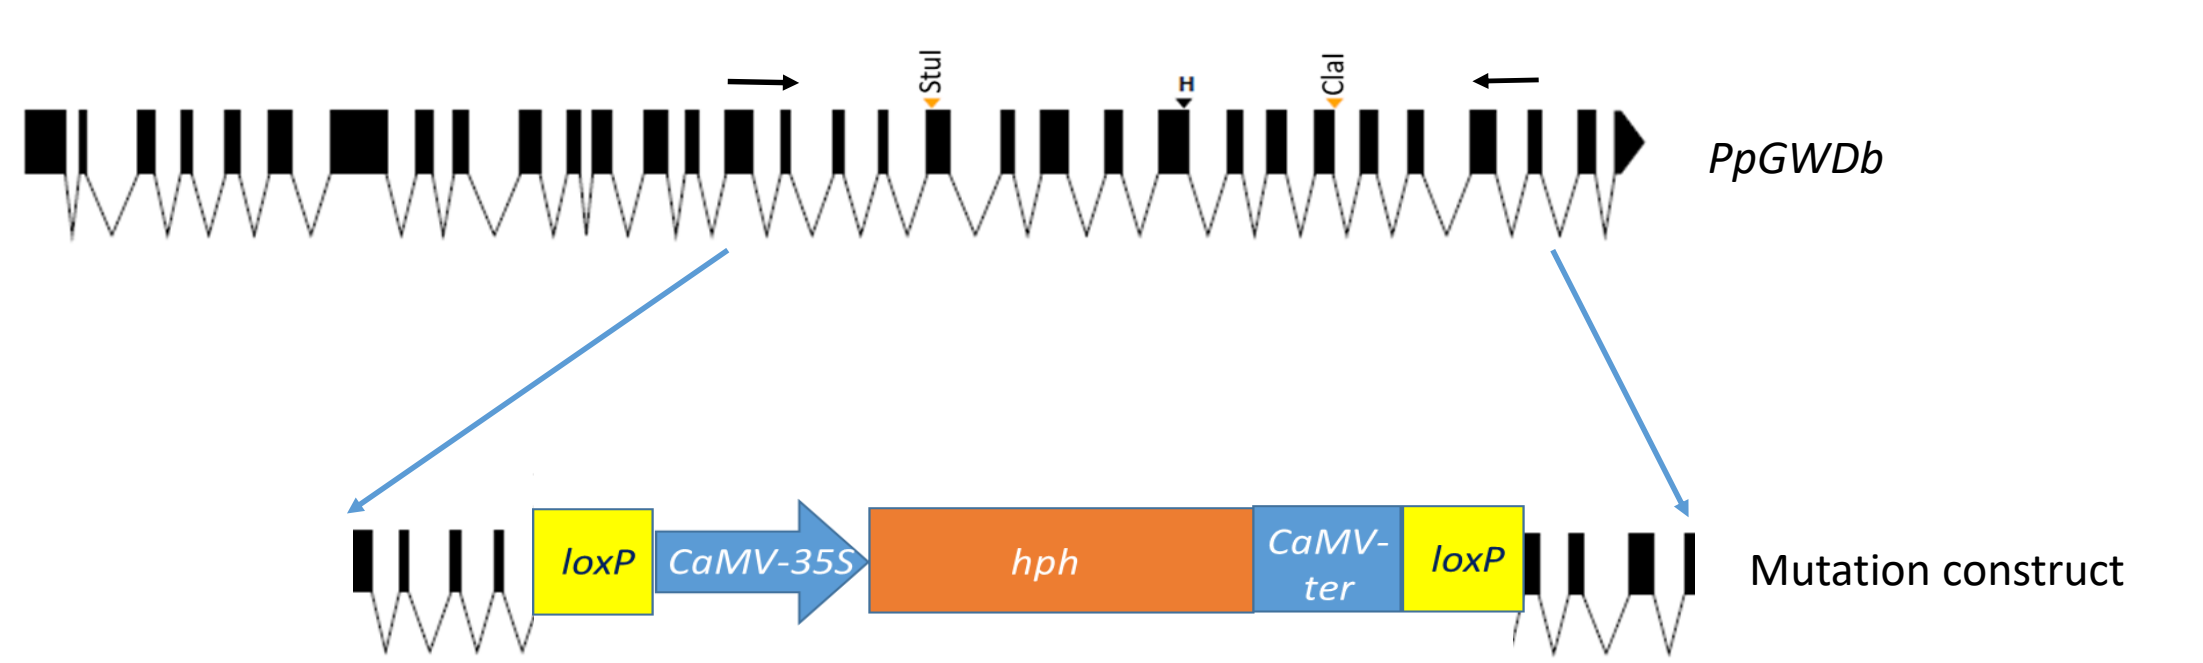 StuI
H
ClaI
PpGWDb
loxP
CaMV-35S
hph
CaMV-
ter
loxP
Mutation construct